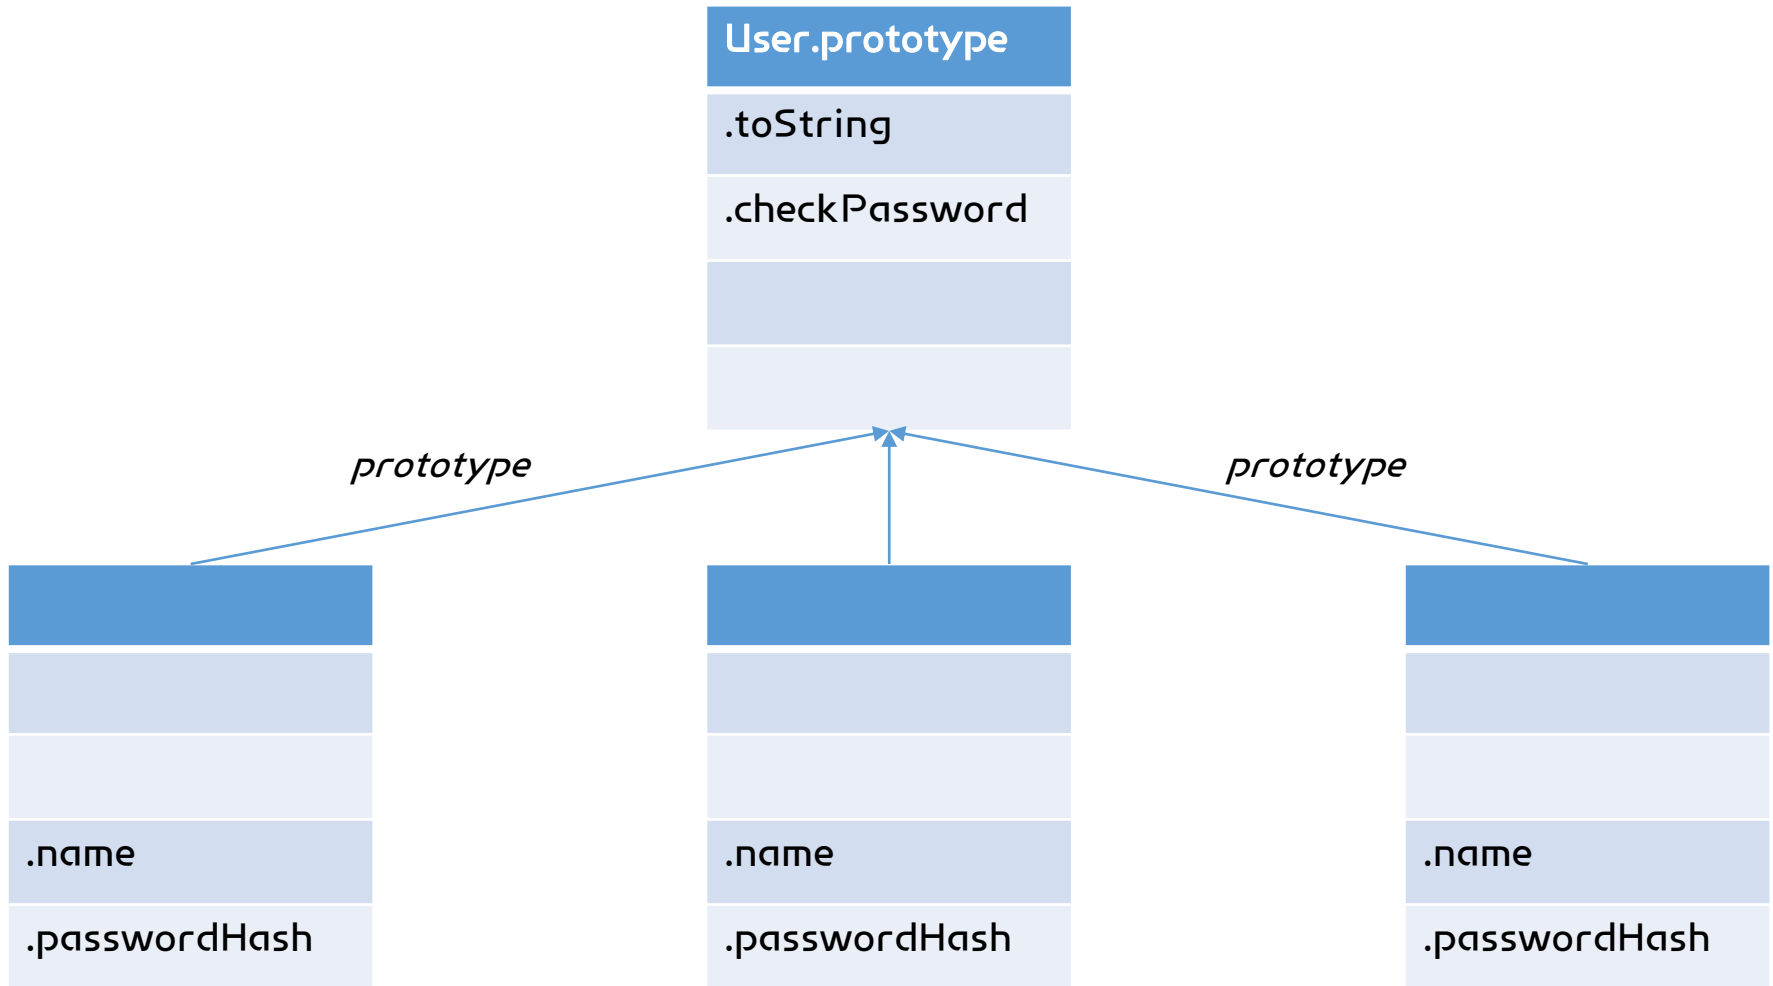 User.prototype
.toString
.checkPassword
prototype
prototype
.name
.name
.name
.passwordHash
.passwordHash
.passwordHash